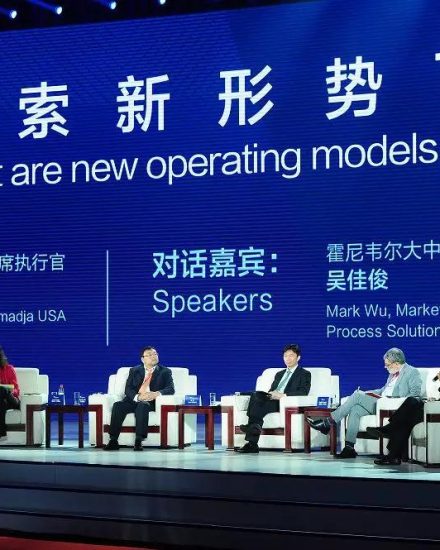 索新形势下
t are new operating models
席执行官
madja USA
对话嘉宾：
Speakers
霍尼韦尔大中
吴佳俊
Mark Wu, Marke
Process Solution